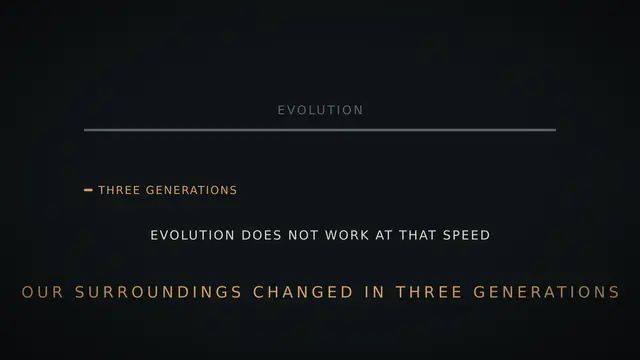 EVOLUTION
THREE GENERATIONS
EVOLUTION DOES NOT WORK AT THAT SPEED
OUR SURROUNDINGS CHANGED IN THREE GENERATIONS